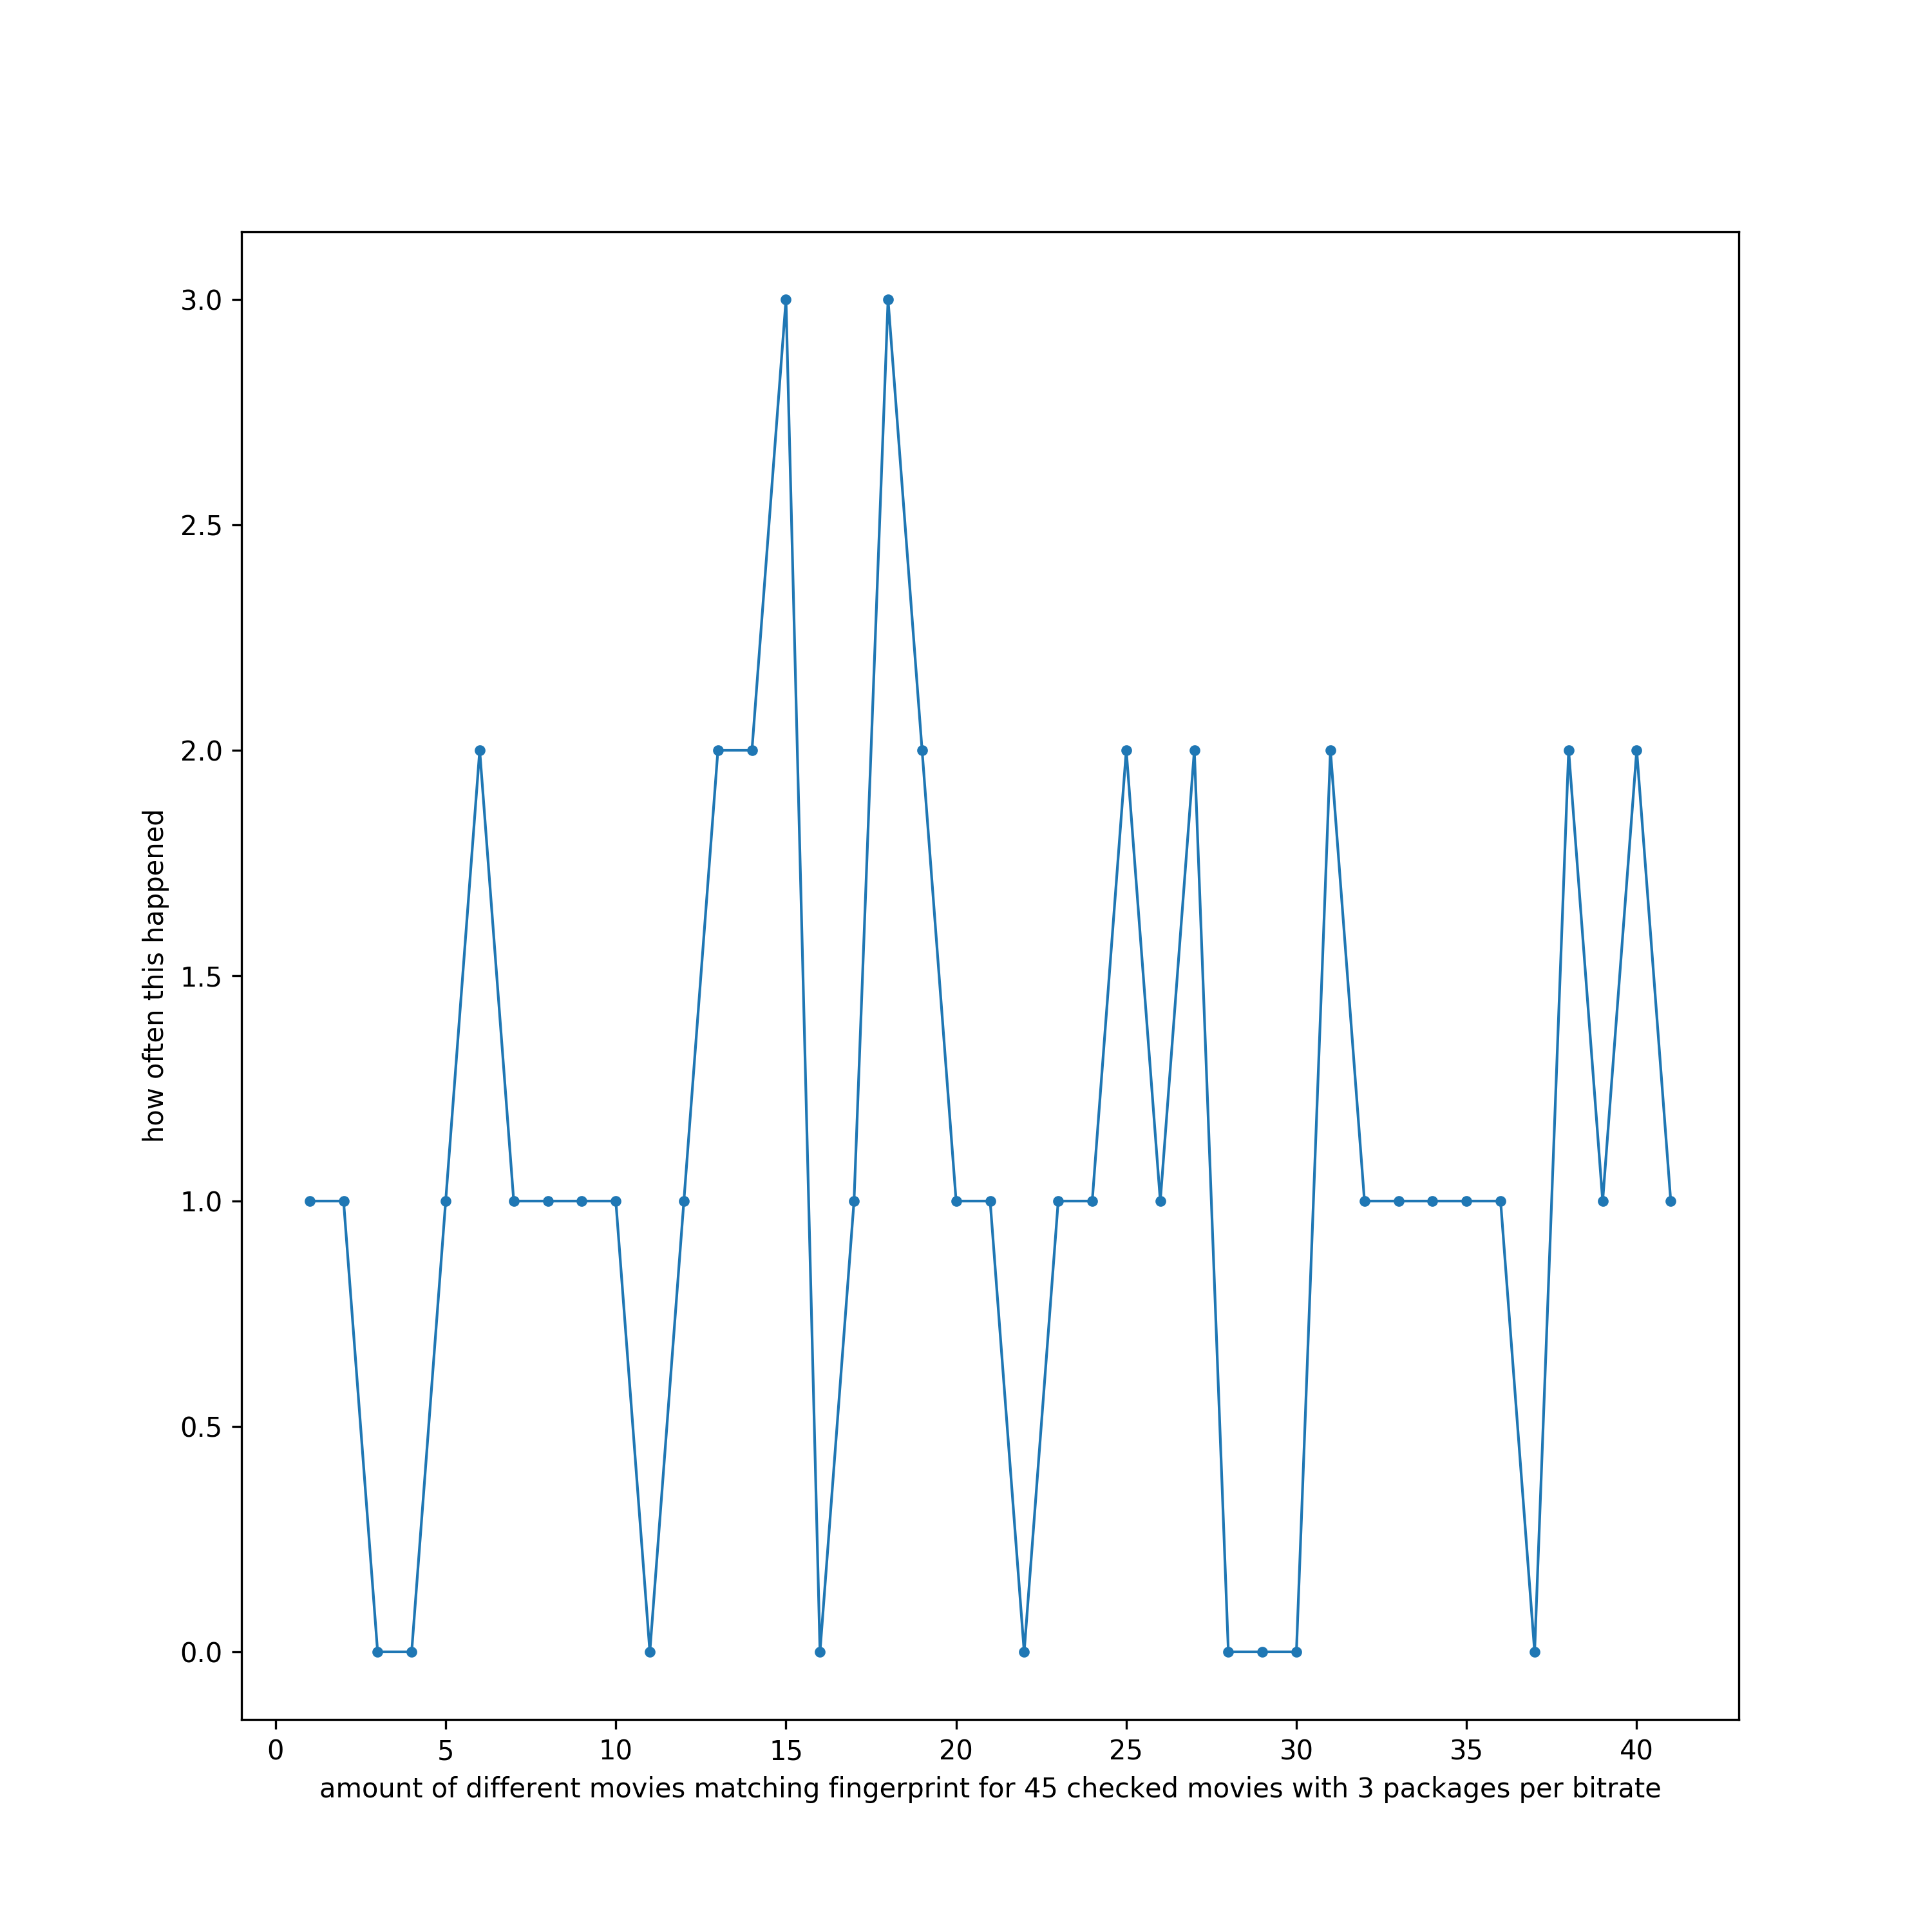 3.0
2.5
2.0
1.5
1.0
0.5
0.0
how often this happened
0 5 10 15 20 25 30 35 40
amount of different movies matching fingerprint for 45 checked movies with 3 packages per bitrate